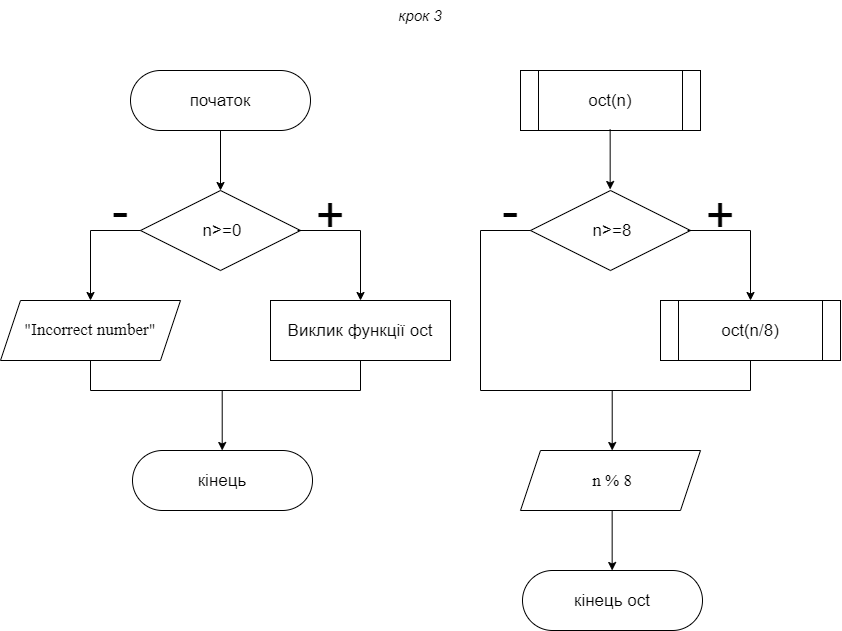 крок 3
початок
oct(n)
- + - +
n>=0
n>=8
"Incorrect number"
Виклик функції oct
oct(n/8)
кінець
n % 8
кінець oct